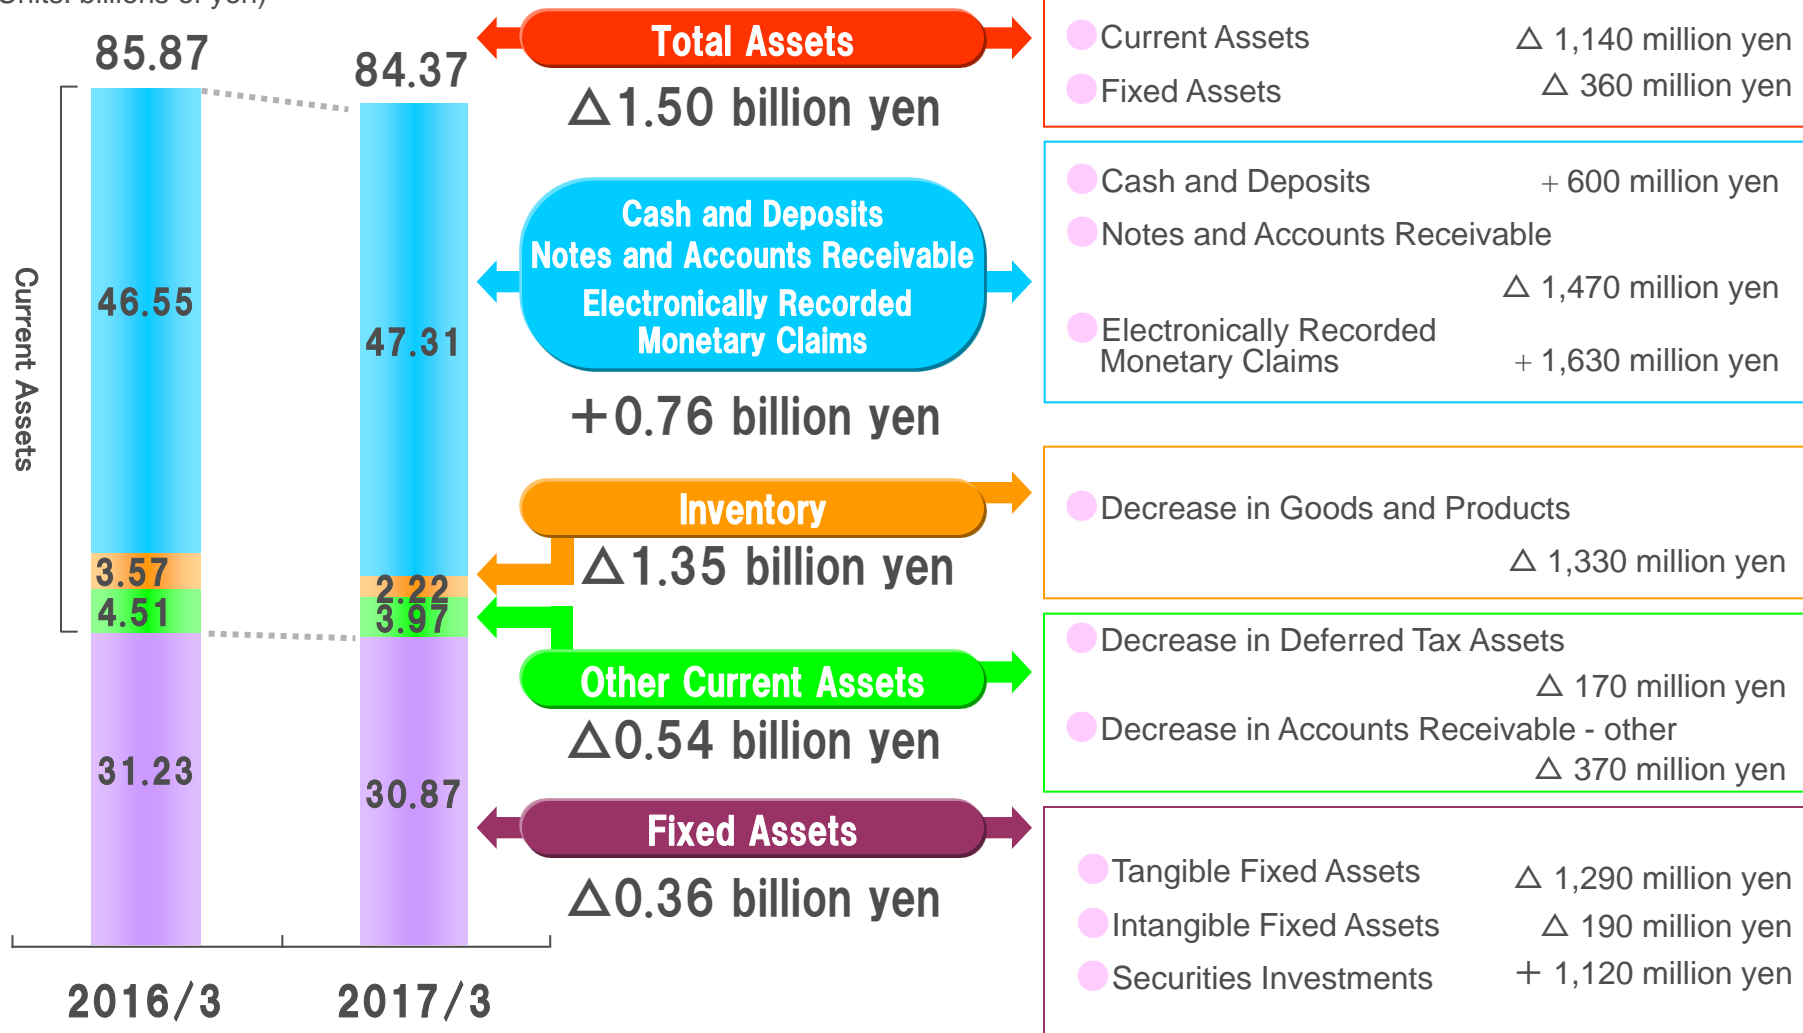 Units: billions of yen)
85.87
84.37
Current Assets
46.55
47.31
3.57
2.22
4.51
3.97
31.23
30.87
2016/3
2017/3
Total Assets
△1.50 billion yen
Current Assets △ 1,140 million yen
Fixed Assets △ 360 million yen
Cash and Deposits
Notes and Accounts Receivable
Electronically Recorded
Monetary Claims
+0.76 billion yen
Cash and Deposits + 600 million yen
Notes and Accounts Receivable
△ 1,470 million yen
Electronically Recorded
Monetary Claims + 1,630 million yen
Inventory
△1.35 billion yen
Decrease in Goods and Products
△ 1,330 million yen
Other Current Assets
△0.54 billion yen
Decrease in Deferred Tax Assets
△ 170 million yen
Decrease in Accounts Receivable - other
△ 370 million yen
Fixed Assets
△0.36 billion yen
Tangible Fixed Assets △ 1,290 million yen
Intangible Fixed Assets △ 190 million yen
Securities Investments + 1,120 million yen